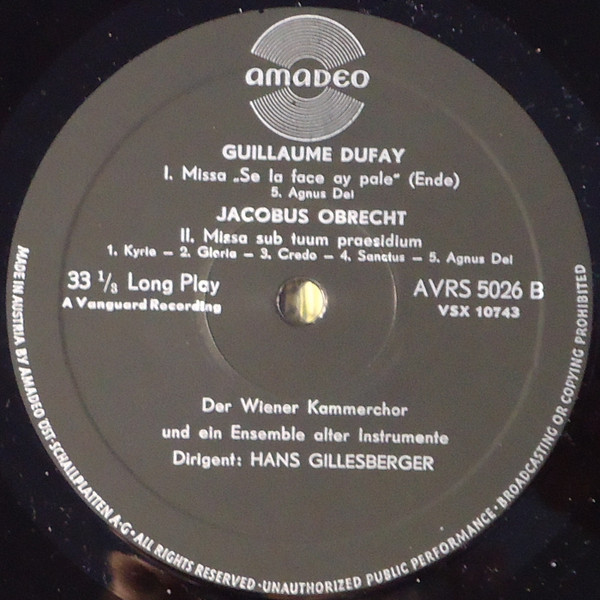 AMADEO
GUILLAUME DUFAY
I. Missa „Se la face ay pale“ (Ende)
5. Agnus Dei
JACOBUS OBRECHT
II. Missa sub tuum praesidium
1. Kyrie – 2. Gloria – 3. Credo – 4. Sanctus – 5. Agnus Dei
33 1/3 Long Play
A Vanguard Recording
AVRS 5026 B
VSX 10743
Der Wiener Kammerchor
und ein Ensemble alter Instrumente
Dirigent: HANS GILLESBERGER
MADE IN AUSTRIA BY AMADEO ÖST-SCHALLPLATTEN A·G · ALL RIGHTS RESERVED · UNAUTHORIZED PUBLIC PERFORMANCE · BROADCASTING OR COPYING PROHIBITED